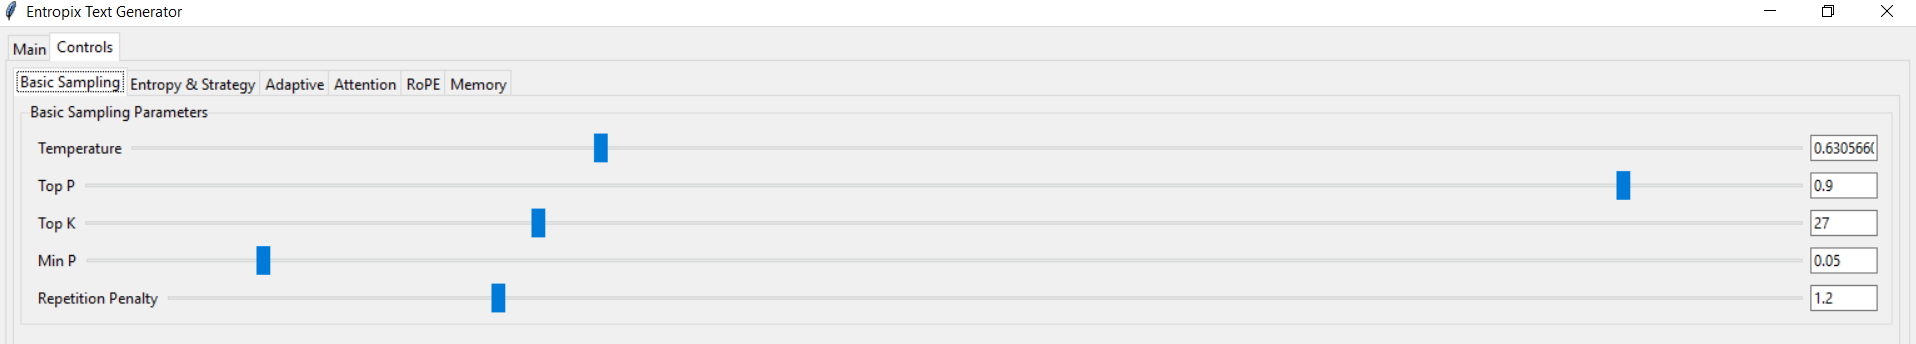 Entropix Text Generator
Main Controls
Basic Sampling Entropy & Strategy Adaptive Attention RoPE Memory
Basic Sampling Parameters
Temperature 0.630566
Top P 0.9
Top K 27
Min P 0.05
Repetition Penalty 1.2